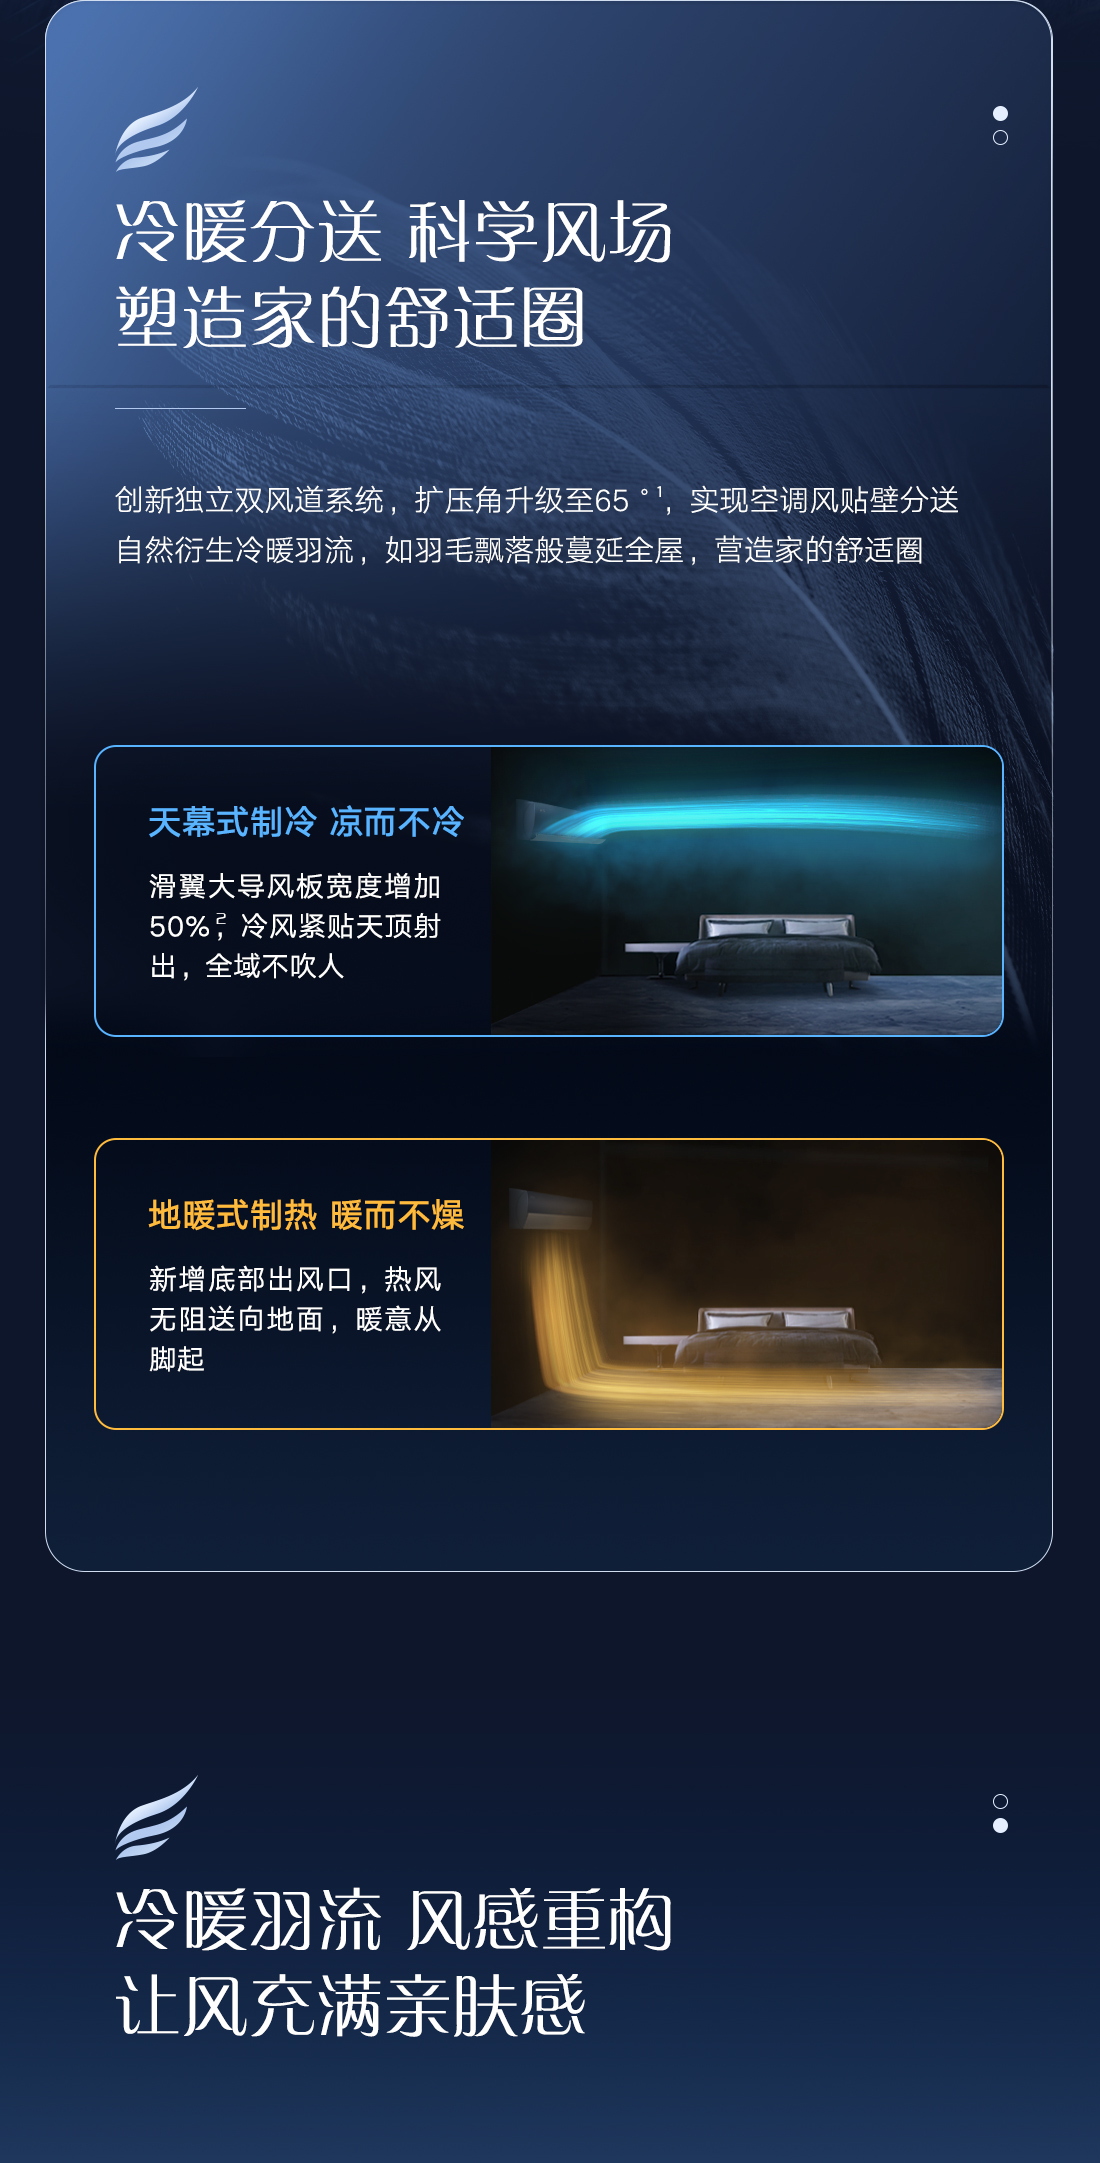 冷暖分送 科学风场
塑造家的舒适圈
创新独立双风道系统，扩压角升级至65°¹，实现空调风贴壁分送
自然衍生冷暖羽流，如羽毛飘落般蔓延全屋，营造家的舒适圈
天幕式制冷 凉而不冷
滑翼大导风板宽度增加
50%²，冷风紧贴天顶射
出，全域不吹人
地暖式制热 暖而不燥
新增底部出风口，热风
无阻送向地面，暖意从
脚起
冷暖羽流 风感重构
让风充满亲肤感